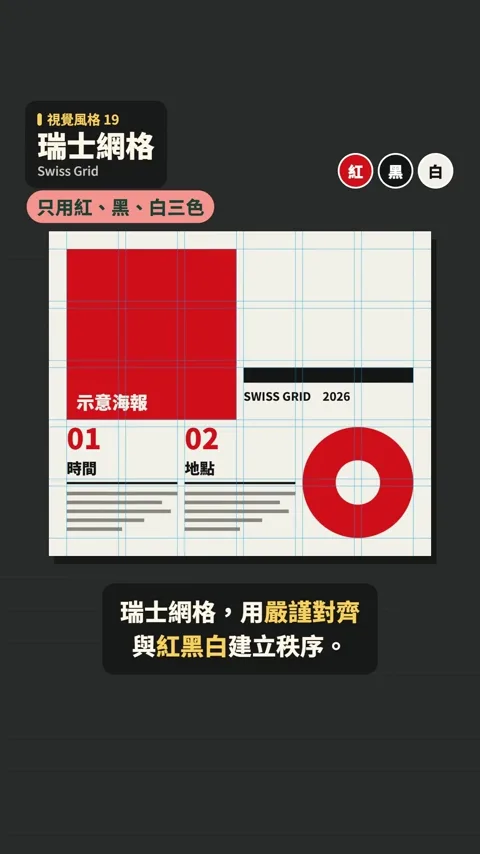 視覺風格 19
瑞士網格
Swiss Grid
紅 黑 白
只用紅、黑、白三色
示意海報
SWISS GRID 2026
01
時間
02
地點
瑞士網格，用嚴謹對齊
與紅黑白建立秩序。